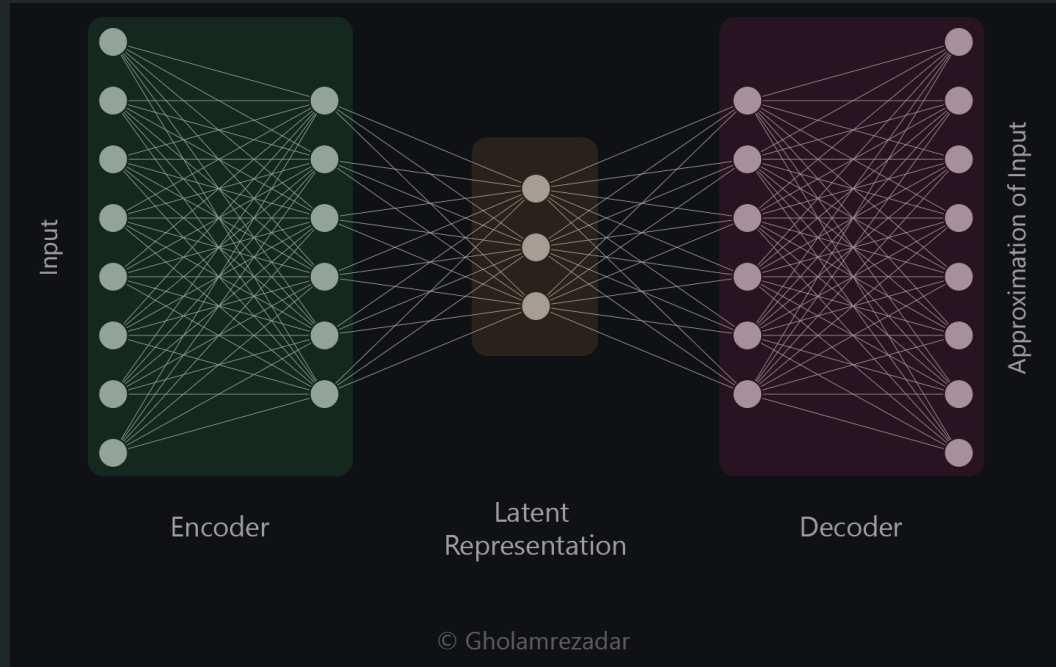 Input
Approximation of Input
Encoder
Latent
Representation
Decoder
© Gholamrezadar